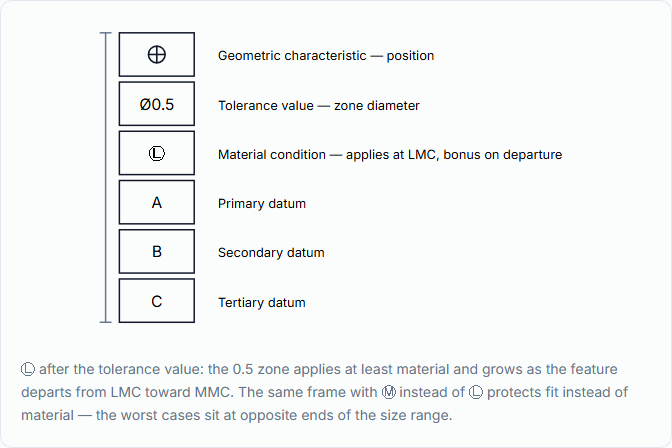 ⌖ Geometric characteristic — position
Ø0.5 Tolerance value — zone diameter
Ⓛ Material condition — applies at LMC, bonus on departure
A Primary datum
B Secondary datum
C Tertiary datum
Ⓛ after the tolerance value: the 0.5 zone applies at least material and grows as the feature
departs from LMC toward MMC. The same frame with Ⓜ instead of Ⓛ protects fit instead of
material — the worst cases sit at opposite ends of the size range.